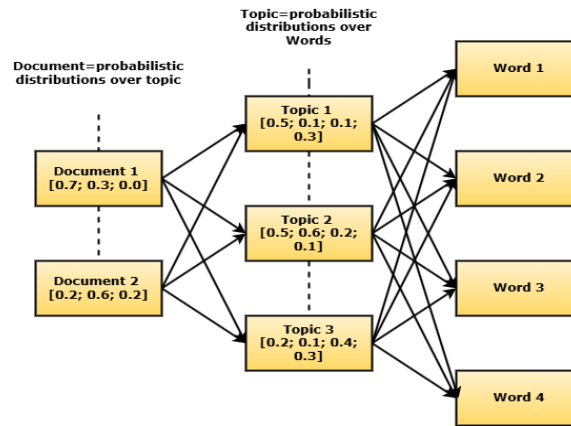 Document=probabilistic
distributions over topic
Topic=probabilistic
distributions over
Words
Document 1
[0.7; 0.3; 0.0]
Document 2
[0.2; 0.6; 0.2]
Topic 1
[0.5; 0.1; 0.1;
0.3]
Topic 2
[0.5; 0.6; 0.2;
0.1]
Topic 3
[0.2; 0.1; 0.4;
0.3]
Word 1
Word 2
Word 3
Word 4